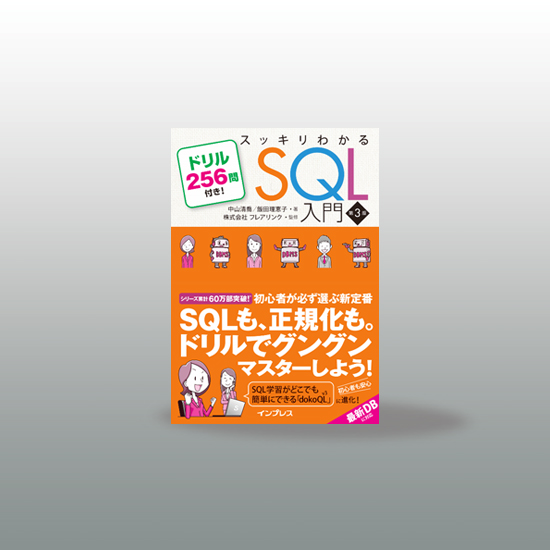 スッキリわかる
ドリル
256問
付き!
SQL
入門
第3版
中山清喬/飯田理恵子・著
株式会社 フレアリンク・監修
DBMS
DBMS
DBMS
シリーズ累計60万部突破!
初心者が必ず選ぶ新定番
SQLも、正規化も。
ドリルでグングン
マスターしよう!
SQL学習がどこでも
簡単にできる「dokoQL」
初心者も安心
に進化!
インプレス
最新DB
に対応